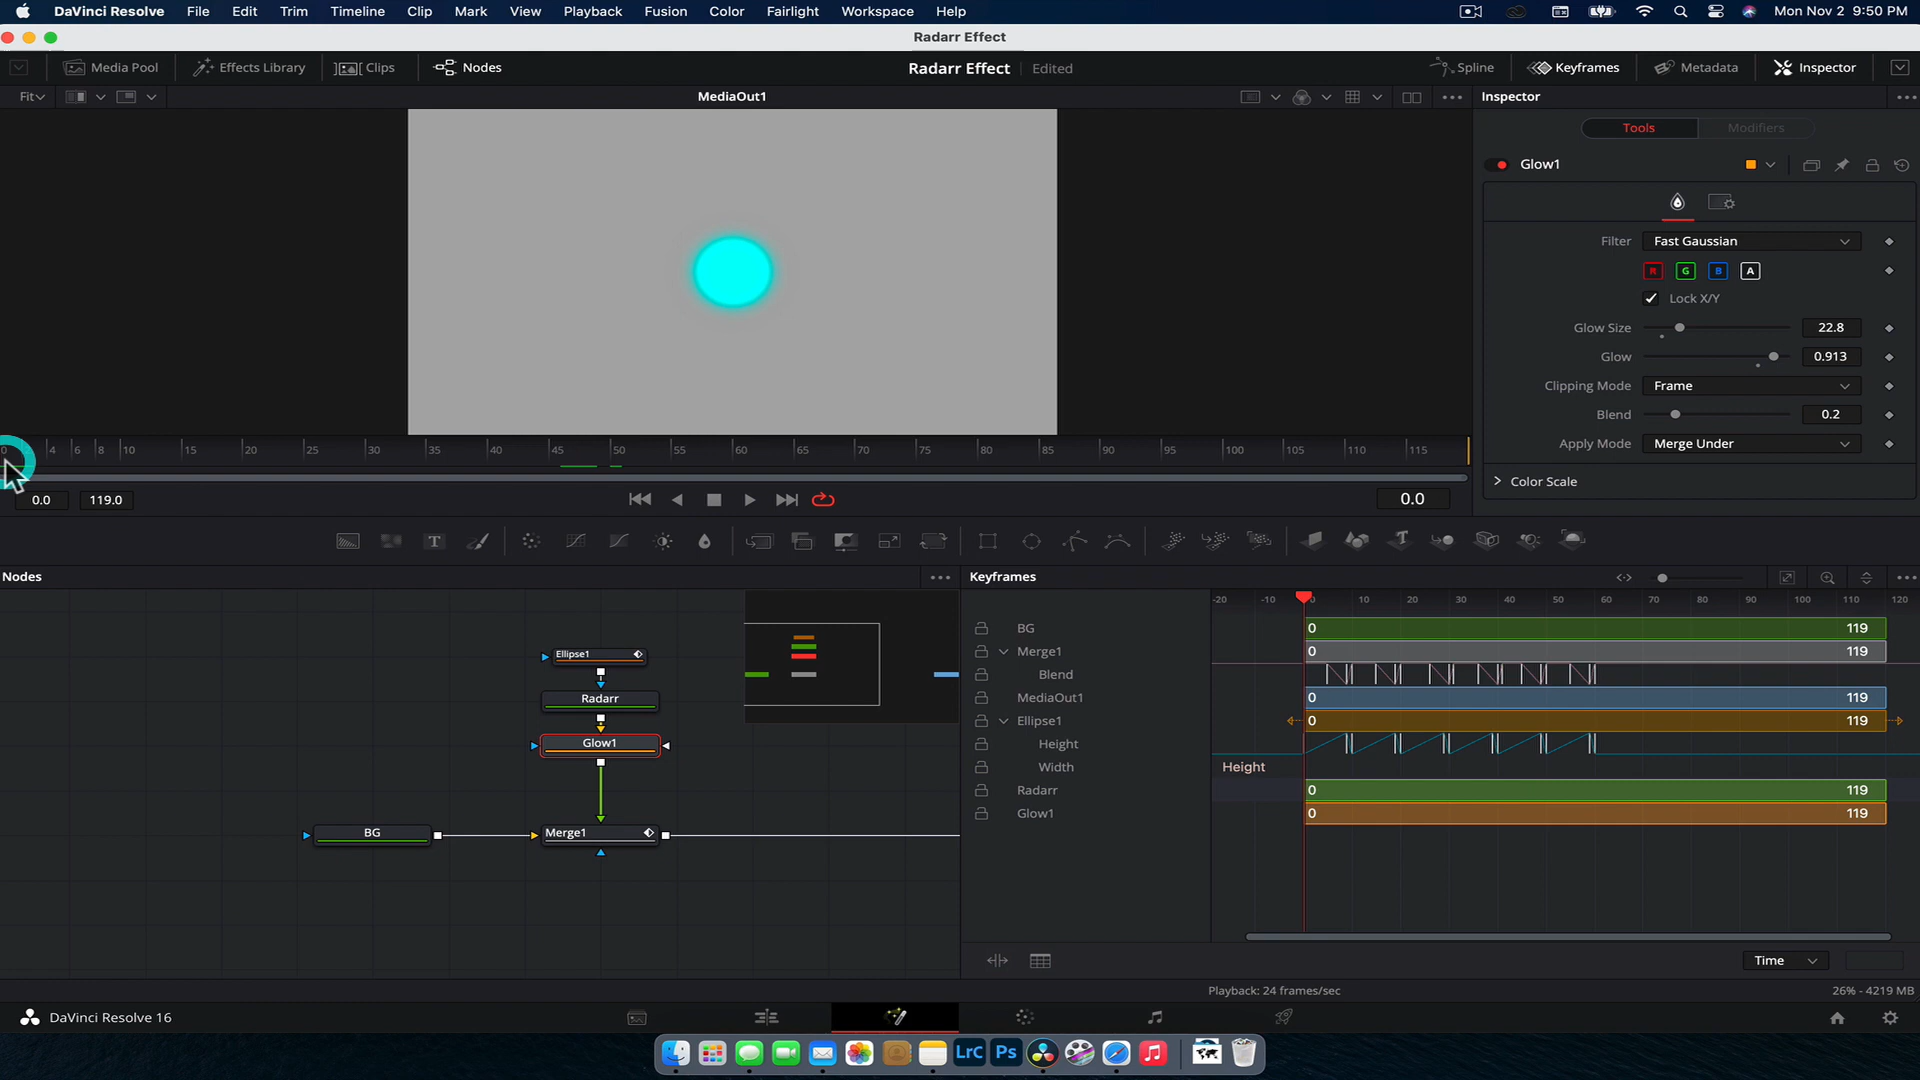 DaVinci Resolve File Edit Trim Timeline Clip Mark View Playback Fusion Color Fairlight Workspace Help Mon Nov 2 9:50 PM
Radarr Effect
Media Pool Effects Library Clips Nodes Radarr Effect Edited Spline Keyframes Metadata Inspector
Fit MediaOut1 Inspector
Tools Modifiers
Glow1
Filter Fast Gaussian
R G B A
Lock X/Y
Glow Size 22.8
Glow 0.913
Clipping Mode Frame
Blend 0.2
Apply Mode Merge Under
Color Scale
0 4 6 8 10 15 20 25 30 35 40 45 50 55 60 65 70 75 80 85 90 95 100 105 110 115
0.0 119.0 0.0
T
Nodes Keyframes
-20 -10 0 10 20 30 40 50 60 70 80 90 100 110 120
BG 0 119
Merge1 0 119
Blend
MediaOut1 0 119
Ellipse1 0 119
Height
Width Height
Radarr 0 119
Glow1 0 119
Ellipse1
Radarr
Glow1
BG Merge1
Time
Playback: 24 frames/sec 26% - 4219 MB
DaVinci Resolve 16
LrC Ps